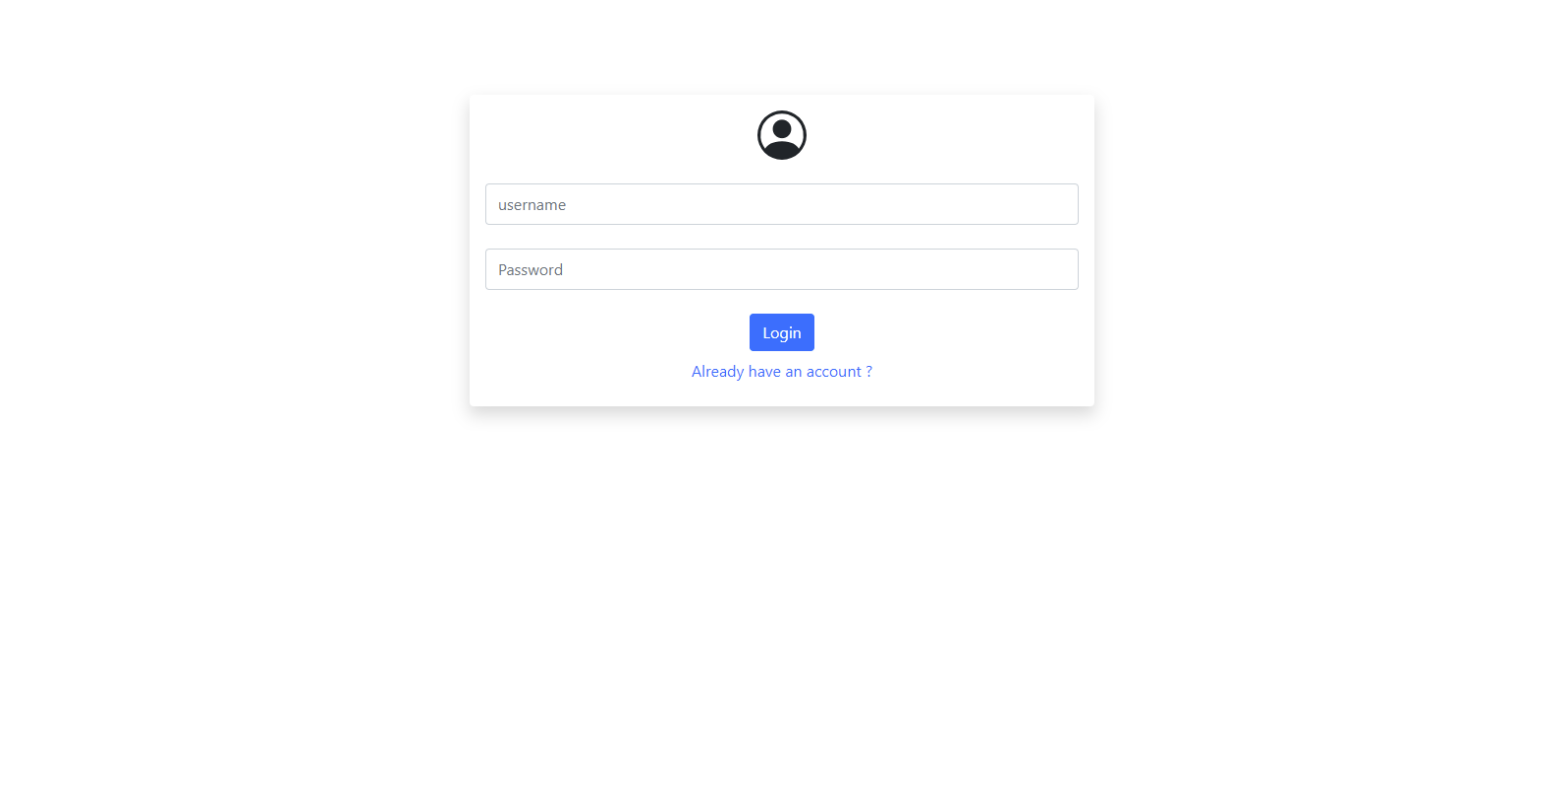 username
Password
Login
Already have an account ?